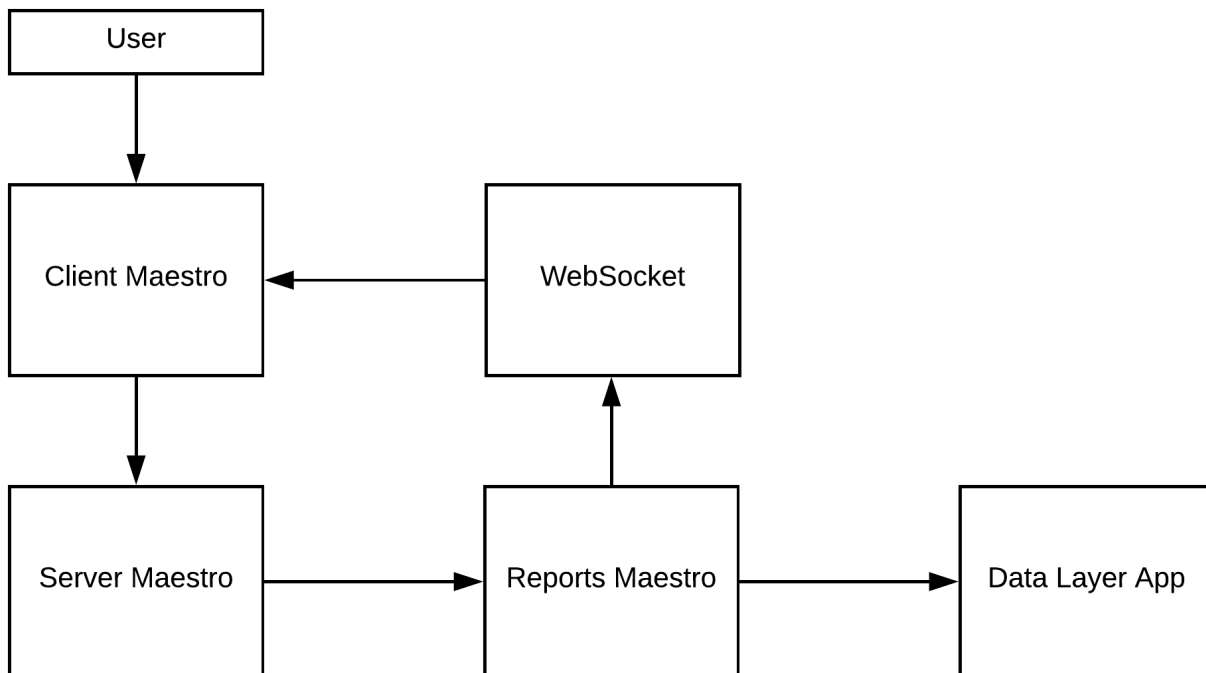 User
Client Maestro
WebSocket
Server Maestro
Reports Maestro
Data Layer App